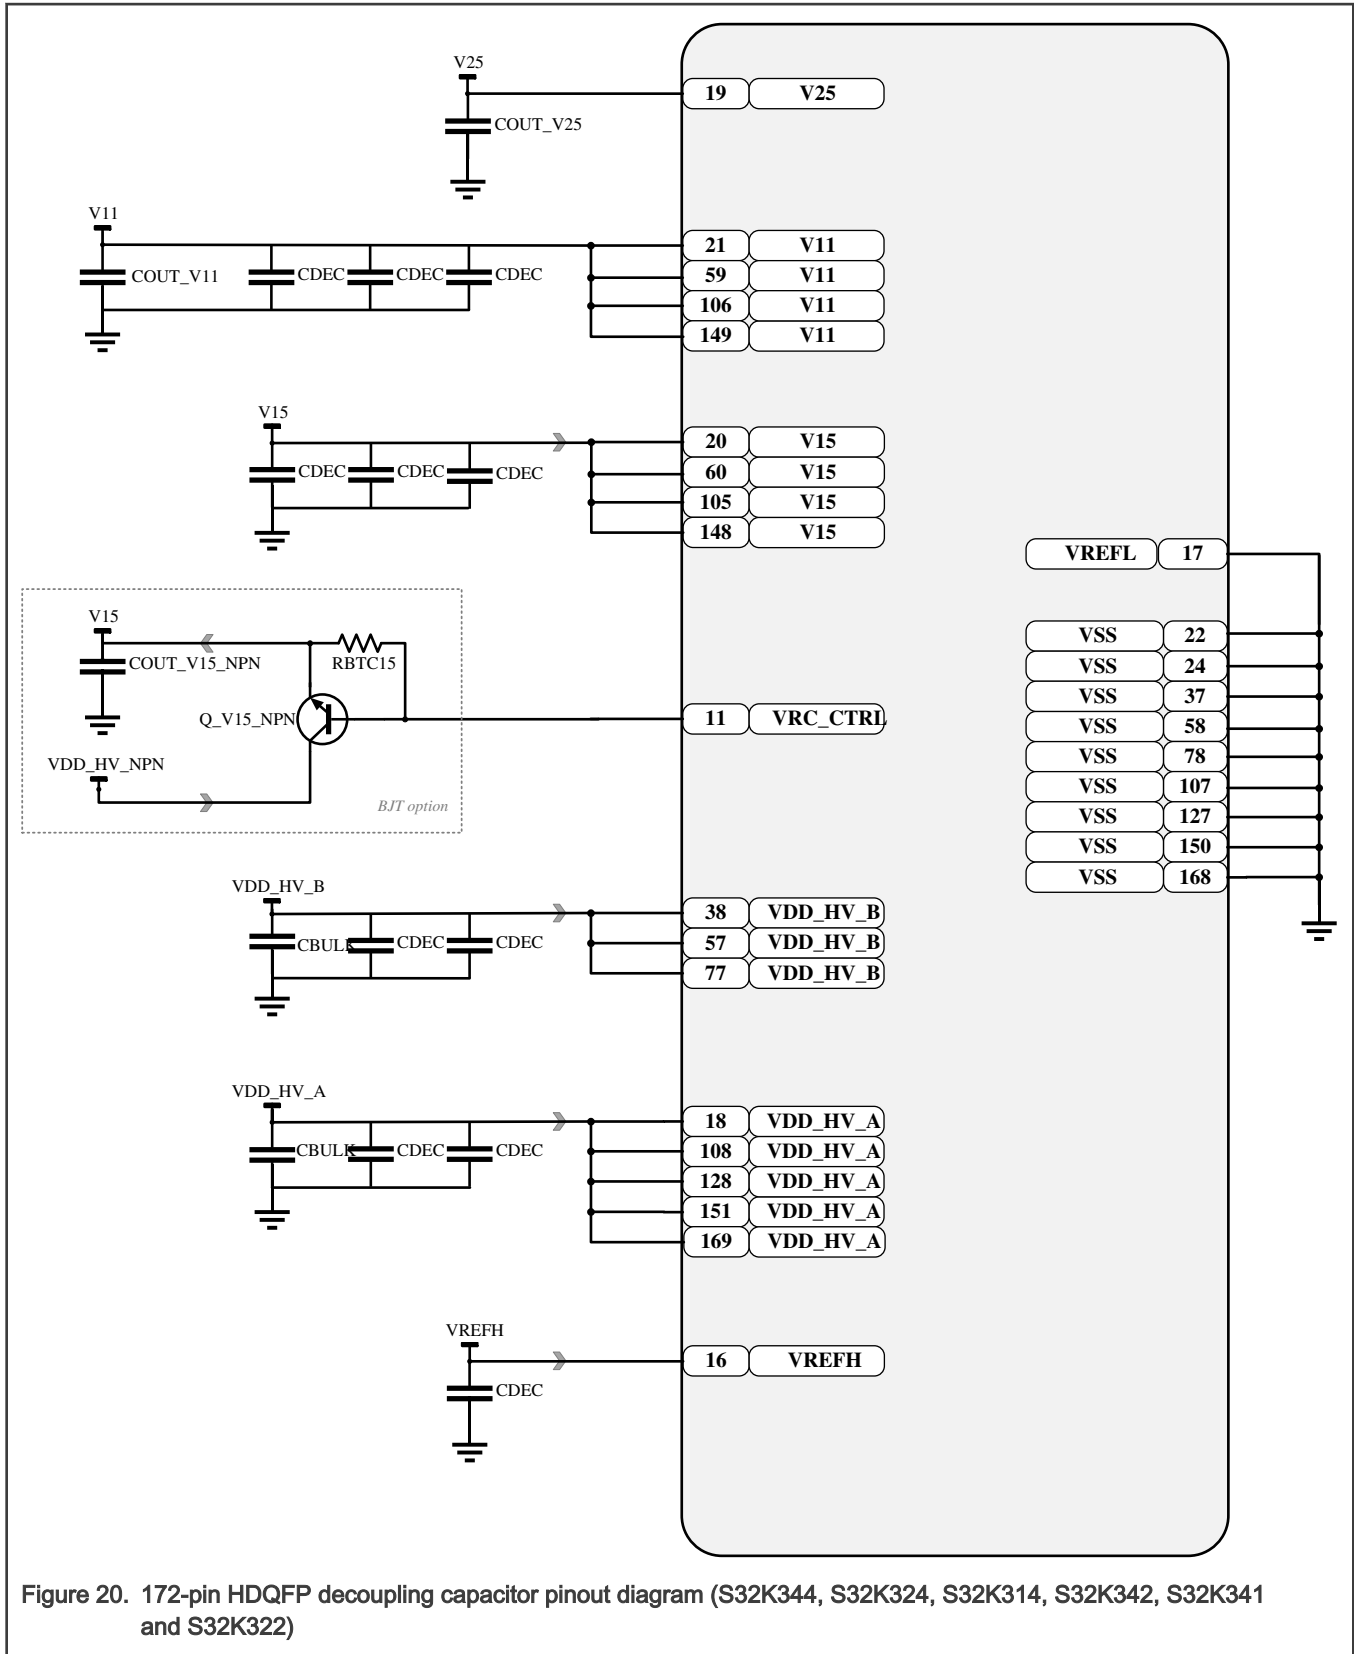 V25
19 V25
COUT_V25
V11
21 V11
COUT_V11 CDEC CDEC CDEC
59 V11
106 V11
149 V11
V15
20 V15
CDEC CDEC CDEC
60 V15
105 V15
148 V15
VREFL 17
V15
COUT_V15_NPN
RBTC15
Q_V15_NPN
11 VRC_CTRL
VDD_HV_NPN
BJT option
VSS 22
VSS 24
VSS 37
VSS 58
VSS 78
VSS 107
VSS 127
VSS 150
VSS 168
VDD_HV_B
38 VDD_HV_B
CBULK CDEC CDEC
57 VDD_HV_B
77 VDD_HV_B
VDD_HV_A
18 VDD_HV_A
CBULK CDEC CDEC
108 VDD_HV_A
128 VDD_HV_A
151 VDD_HV_A
169 VDD_HV_A
VREFH
16 VREFH
CDEC
Figure 20. 172-pin HDQFP decoupling capacitor pinout diagram (S32K344, S32K324, S32K314, S32K342, S32K341
and S32K322)